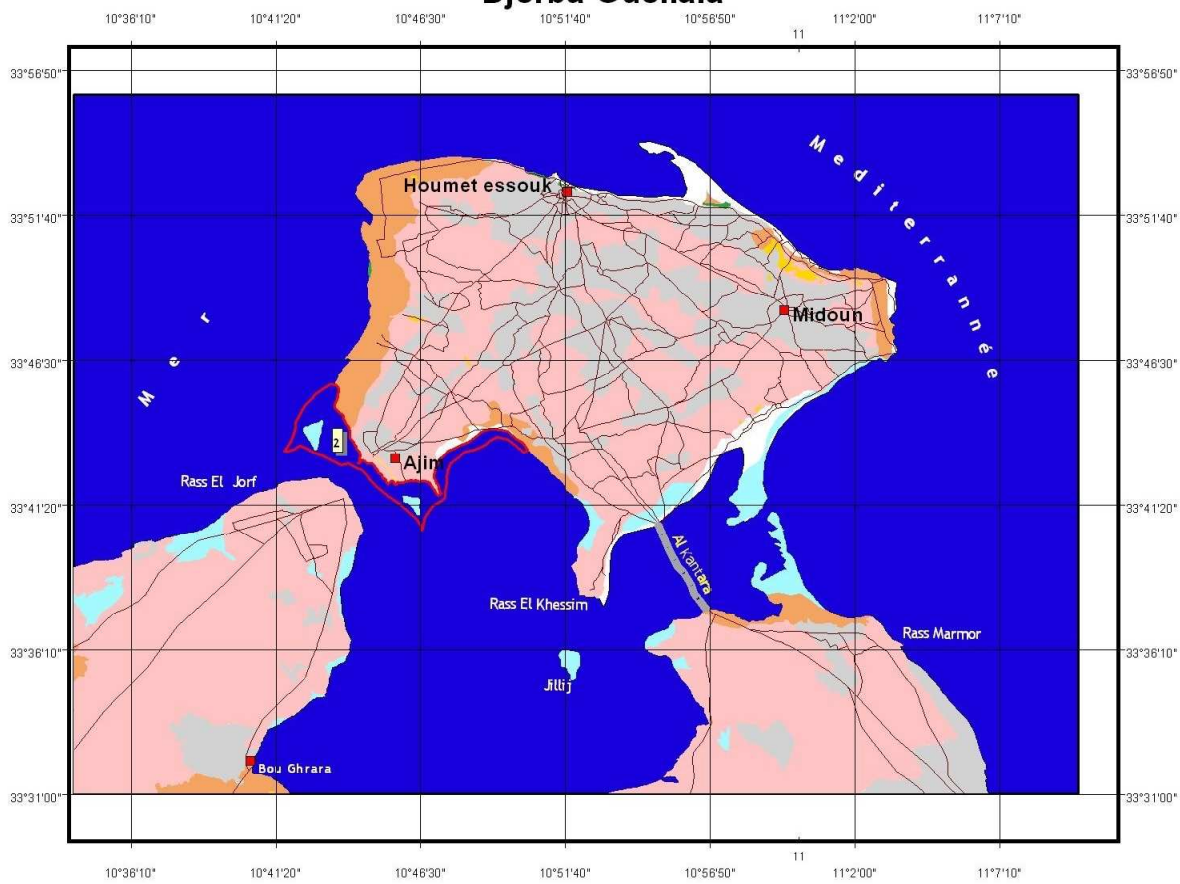 10°36'10" 10°41'20" 10°46'30" 10°51'40" 10°56'50" 11°2'00" 11°7'10"
11
33°56'50" 33°56'50"
Mediterranné
Houmet essouk
33°51'40" 33°51'40"
Mer
Midoun
33°46'30" 33°46'30"
2
Ajim
Rass El Jorf
33°41'20" 33°41'20"
Al Kantara
Rass El Khessim
Rass Marmor
33°36'10" 33°36'10"
Jillij
Bou Ghrara
33°31'00" 33°31'00"
11
10°36'10" 10°41'20" 10°46'30" 10°51'40" 10°56'50" 11°2'00" 11°7'10"